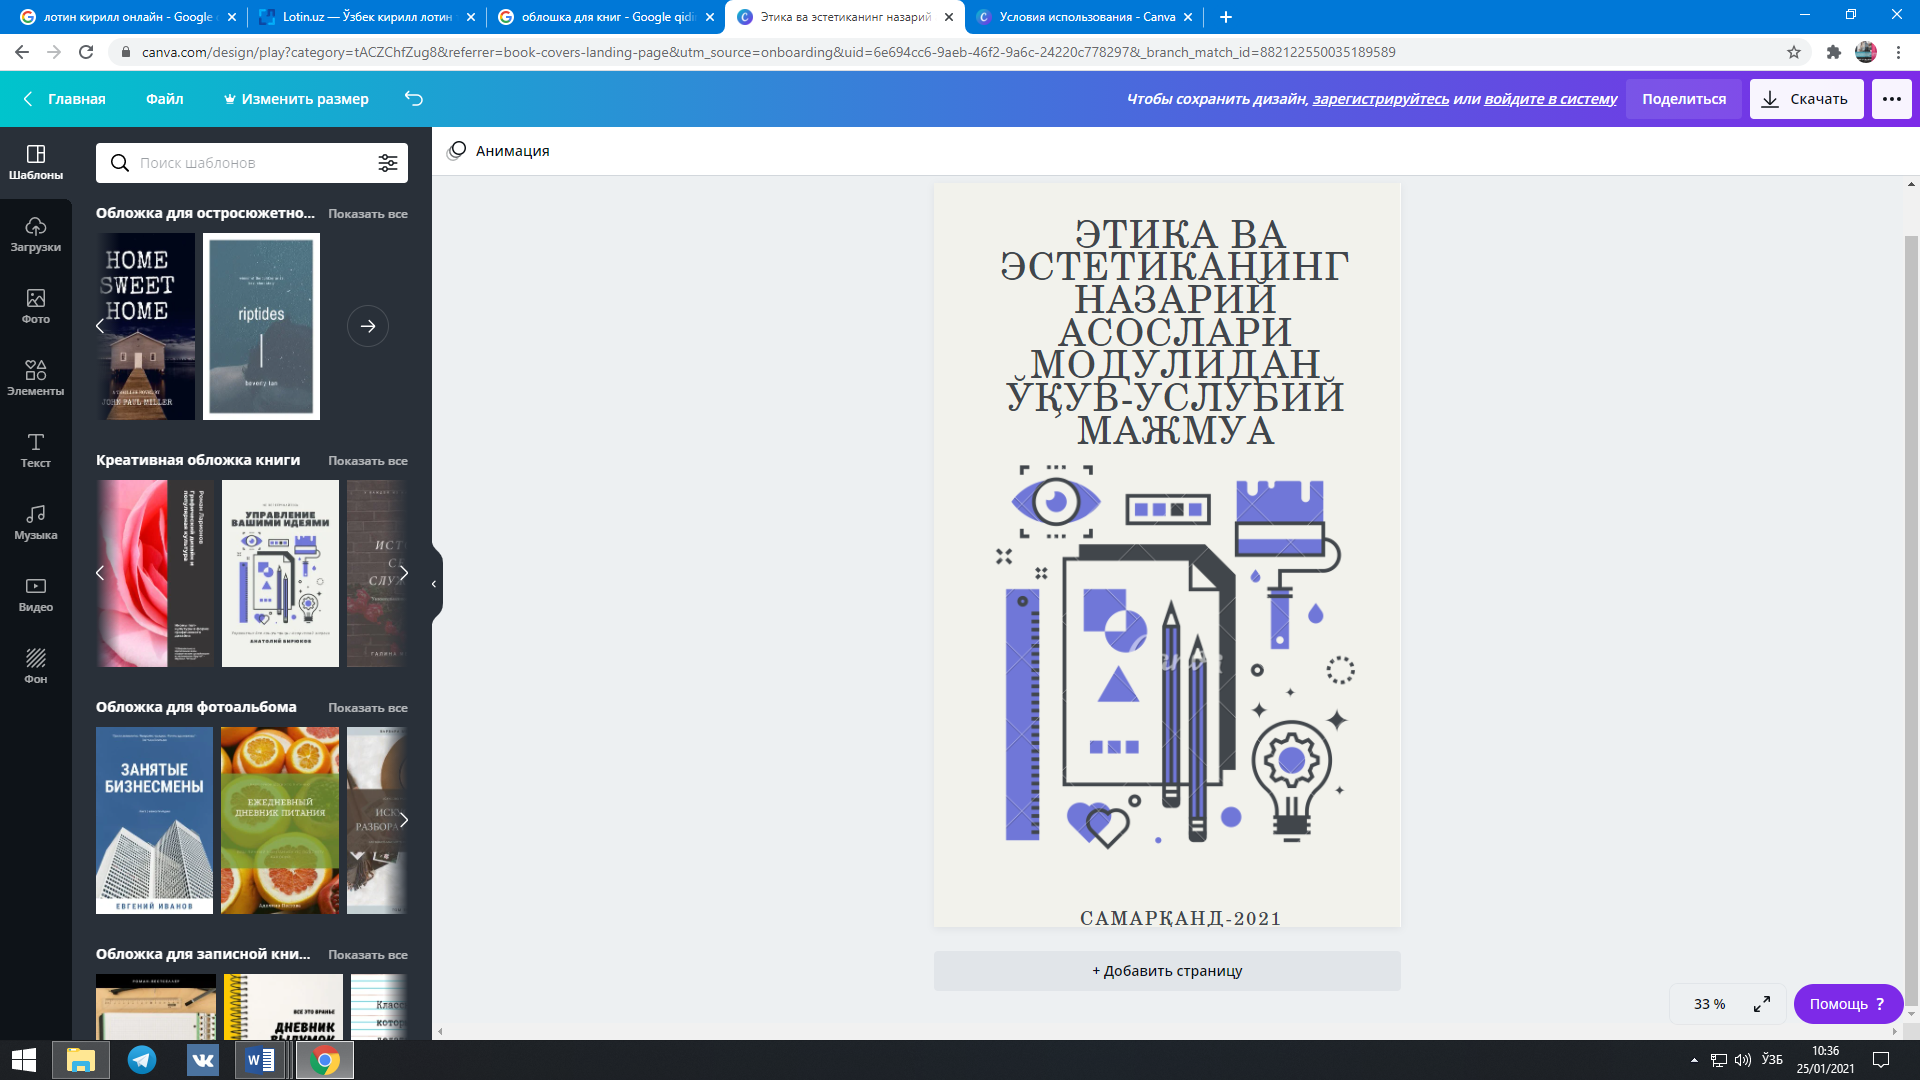 лотин кирилл онлайн - Google
Lotin.uz — Ўзбек кирилл лотин
облошка для книг - Google qidi
Этика ва эстетиканинг назарий
Условия использования - Canva
canva.com/design/play?category=tACZChfZug8&referrer=book-covers-landing-page&utm_source=onboarding&uid=6e694cc6-9aeb-46f2-9a6c-24220c778297&_branch_match_id=882122550035189589
Главная
Файл
Изменить размер
Чтобы сохранить дизайн, зарегистрируйтесь или войдите в систему
Поделиться
Скачать
Шаблоны
Загрузки
Фото
Элементы
Текст
Музыка
Видео
Фон
Поиск шаблонов
Обложка для остросюжетно...
Показать все
HOME
SWEET
HOME
JOHN PAUL MILLER
riptides
beverly tan
Креативная обложка книги
Показать все
УПРАВЛЕНИЕ
ВАШИМИ ИДЕЯМИ
Обложка для фотоальбома
Показать все
ЗАНЯТЫЕ
БИЗНЕСМЕНЫ
ЕВГЕНИЙ ИВАНОВ
ЕЖЕДНЕВНЫЙ
ДНЕВНИК ПИТАНИЯ
Обложка для записной кни...
Показать все
ВСЕ ЭТО ВРАНЬЕ
ДНЕВНИК
ВЫДУМОК
Анимация
ЭТИКА ВА
ЭСТЕТИКАНИНГ
НАЗАРИЙ
АСОСЛАРИ
МОДУЛИДАН
ЎҚУВ-УСЛУБИЙ
МАЖМУА
САМАРҚАНД-2021
+ Добавить страницу
33 %
Помощь ?
ЎЗБ
10:36
25/01/2021